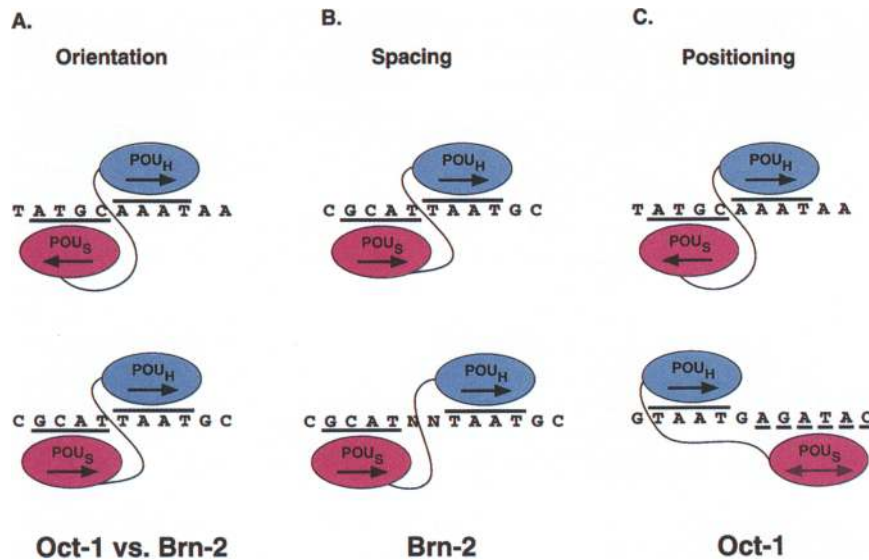 A.
Orientation
POUH
TATGCAAATAA
POUS
POUH
CGCATTAATGC
POUS
Oct-1 vs. Brn-2
B.
Spacing
POUH
CGCATTAATGC
POUS
POUH
CGCATNNTAATGC
POUS
Brn-2
C.
Positioning
POUH
TATGCAAATAA
POUS
POUH
GTAATGAGATAC
POUS
Oct-1